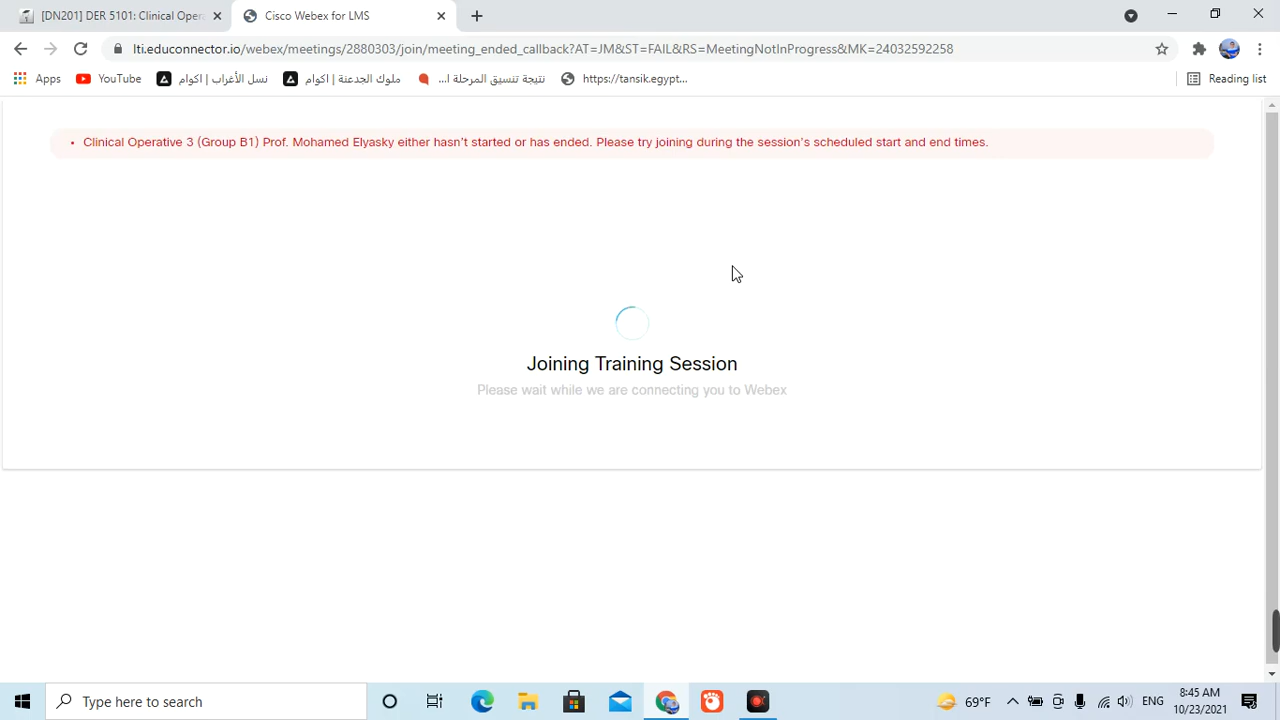 [DN201] DER 5101: Clinical Oper
Cisco Webex for LMS
lti.educonnector.io/webex/meetings/2880303/join/meeting_ended_callback?AT=JM&ST=FAIL&RS=MeetingNotInProgress&MK=24032592258
Apps
YouTube
نسل الأغراب | اكوام
ملوك الجدعنة | اكوام
نتيجة تنسيق المرحلة ا...
https://tansik.egypt...
Reading list
• Clinical Operative 3 (Group B1) Prof. Mohamed Elyasky either hasn't started or has ended. Please try joining during the session's scheduled start and end times.
Joining Training Session
Please wait while we are connecting you to Webex
Type here to search
69°F
ENG
8:45 AM
10/23/2021